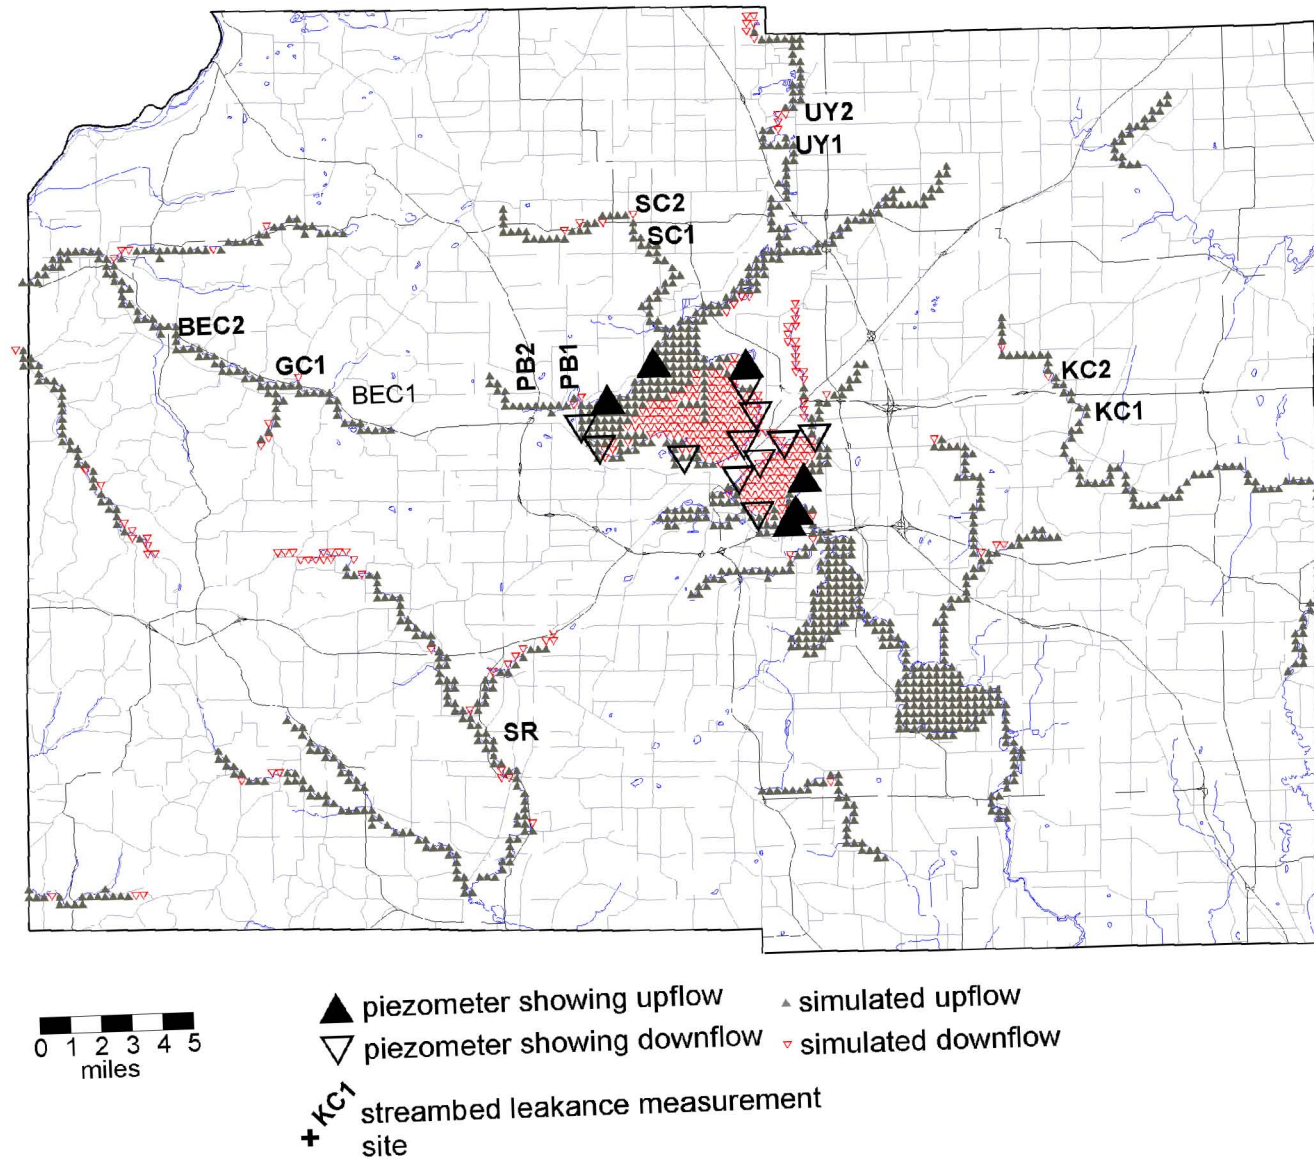 UY2
UY1
SC2
SC1
BEC2
GC1
BEC1
PB2
PB1
KC2
KC1
SR
piezometer showing upflow
simulated upflow
piezometer showing downflow
simulated downflow
0 1 2 3 4 5
miles
+ KC1 streambed leakance measurement
site